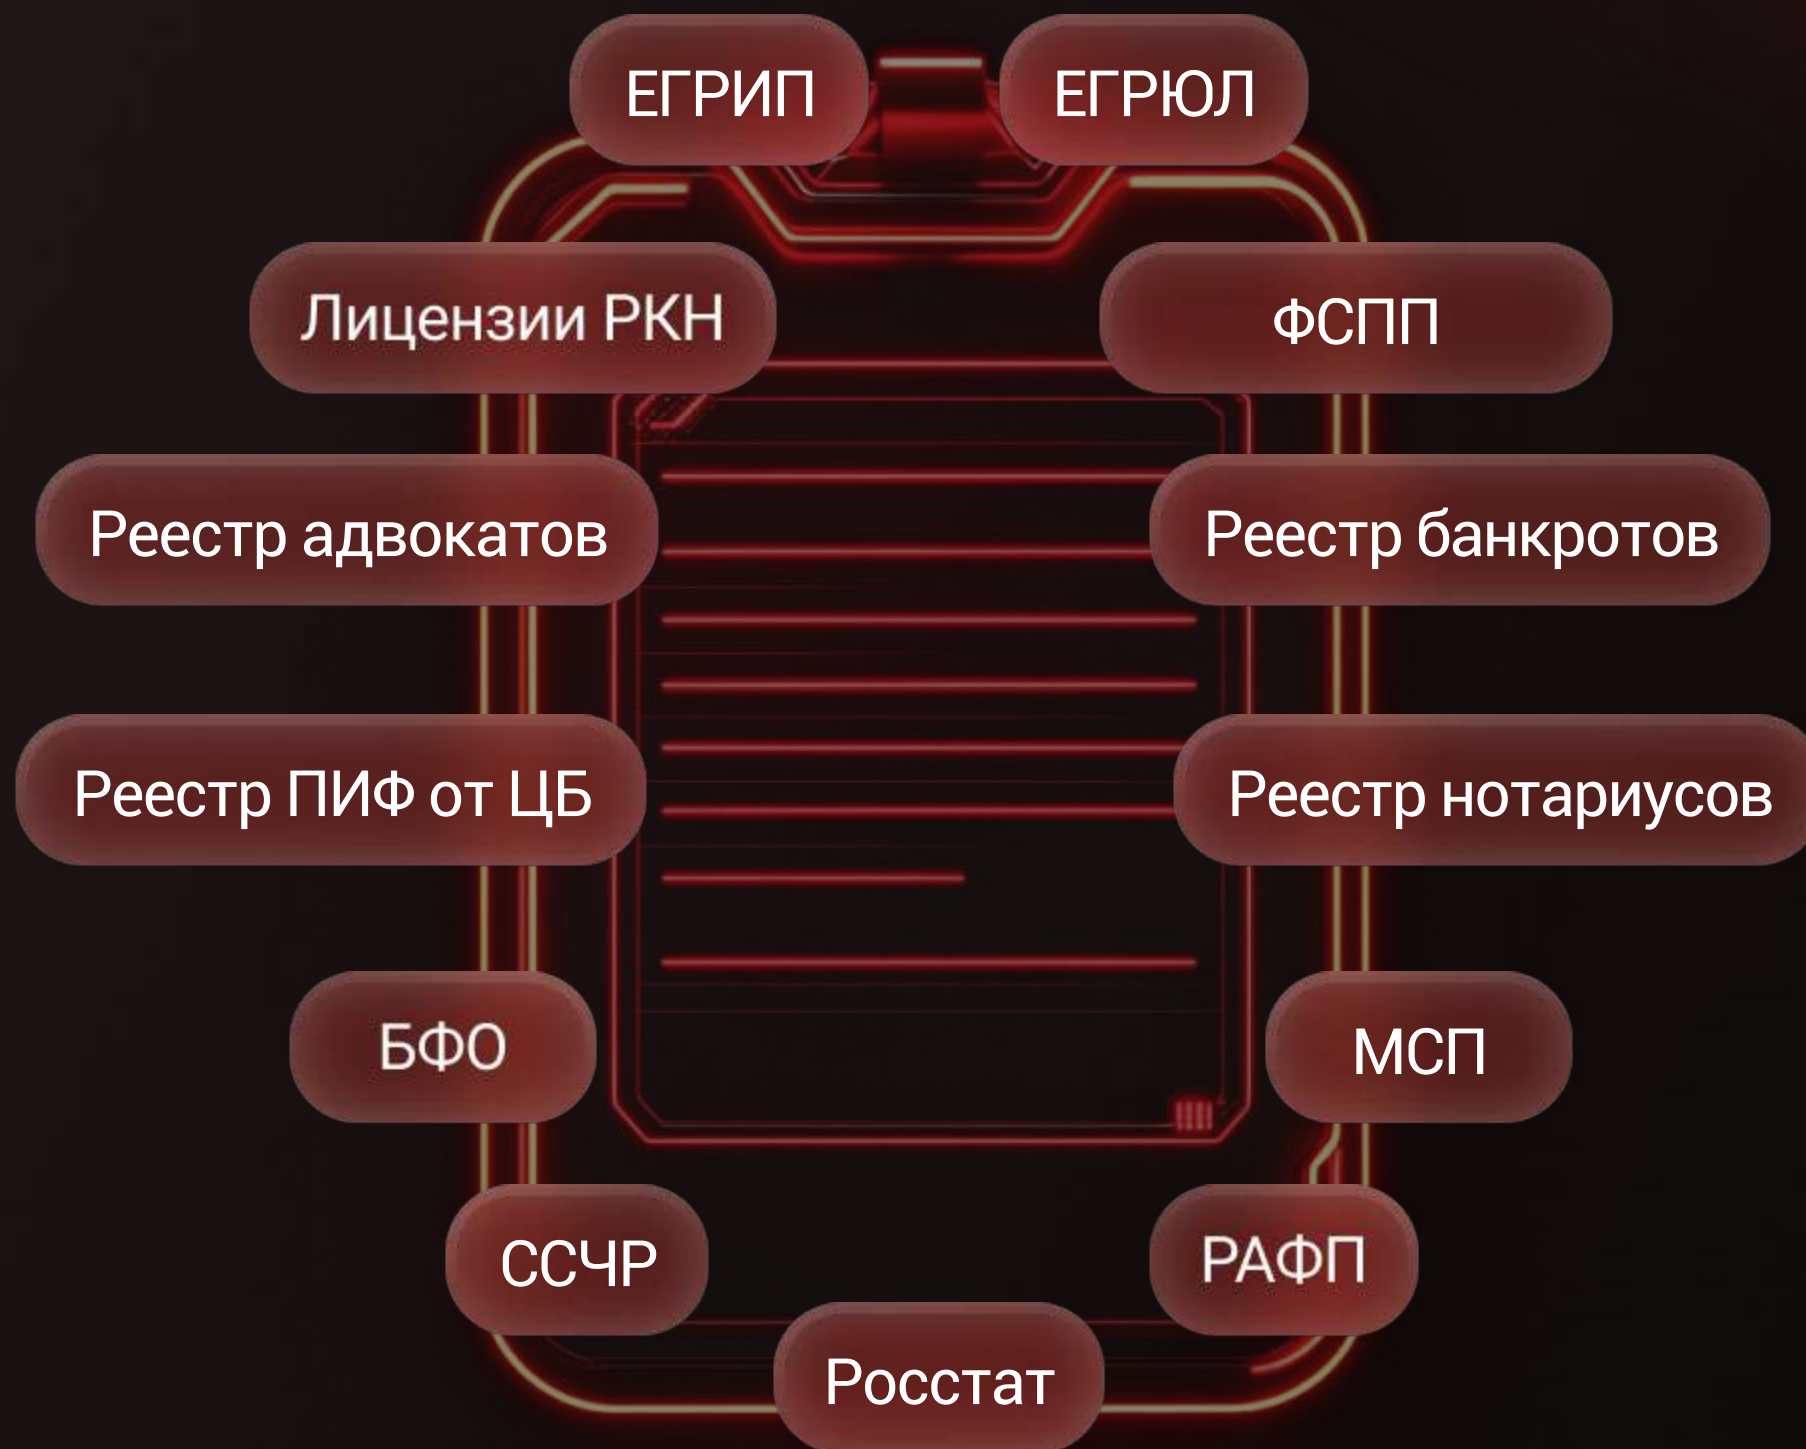 ЕГРИП
ЕГРЮЛ
Лицензии РКН
ФСПП
Реестр адвокатов
Реестр банкротов
Реестр ПИФ от ЦБ
Реестр нотариусов
БФО
МСП
ССЧР
РАФП
Росстат